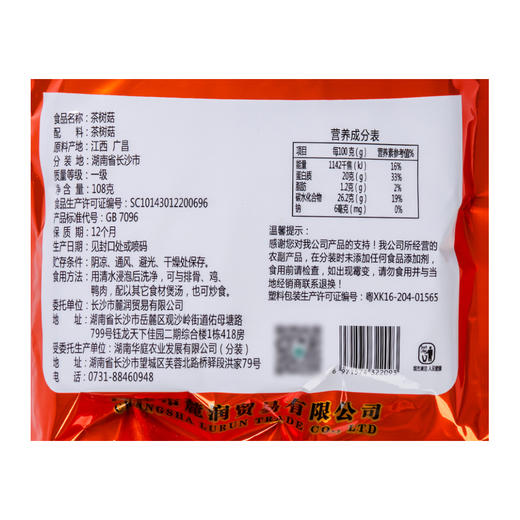 食品名称：茶树菇
配　　料：茶树菇
原料产地：江西 广昌
分 装 地：湖南省长沙市
质量等级：一级
净 含 量：108克
食品生产许可证编号：SC10143012200696
产品标准代号：GB 7096
保 质 期：12个月
生产日期：见封口处或喷码
贮存条件：阴凉、通风、避光、干燥处保存。
食用方法：用清水浸泡后洗净，可与排骨、鸡、
鸭肉，配以其它食材煲汤，也可炒食。
委托单位：长沙市麓润贸易有限公司
地　　址：湖南省长沙市岳麓区观沙岭街道佑母塘路
799号钰龙天下佳园二期综合楼1栋418房
受委托生产单位：湖南华庭农业发展有限公司（分装）
地　　址：湖南省长沙市望城区芙蓉北路桥驿段洪家79号
电　　话：0731-88460948
营养成分表
项目 每100克(g) 营养素参考值%
能量 1142千焦(kJ) 16%
蛋白质 20克(g) 33%
脂肪 1.2克(g) 2%
碳水化合物 26.2克(g) 19%
钠 6毫克(mg) 0%
温馨提示：
感谢您对我公司产品的支持！我公司所经营的
农副产品，在分装时未添加任何食品添加剂，
食用前请检查，如出现霉变，请勿食用并与当
地经销商联系退换！
塑料包装生产许可证编号：粤XK16-204-01565
6 971574 322093
润贸易有限公司
CHANGSHA LURUN TRADE CO., LTD